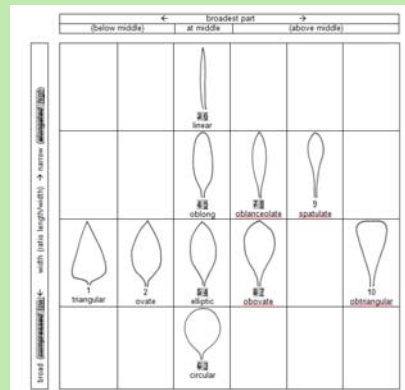 ← broadest part →
(below middle) at middle (above middle)
broad ← width (ratio length/width) → narrow
linear
9
oblong oblanceolate spatulate
1 2 10
triangular ovate elliptic obovate obtriangular
circular